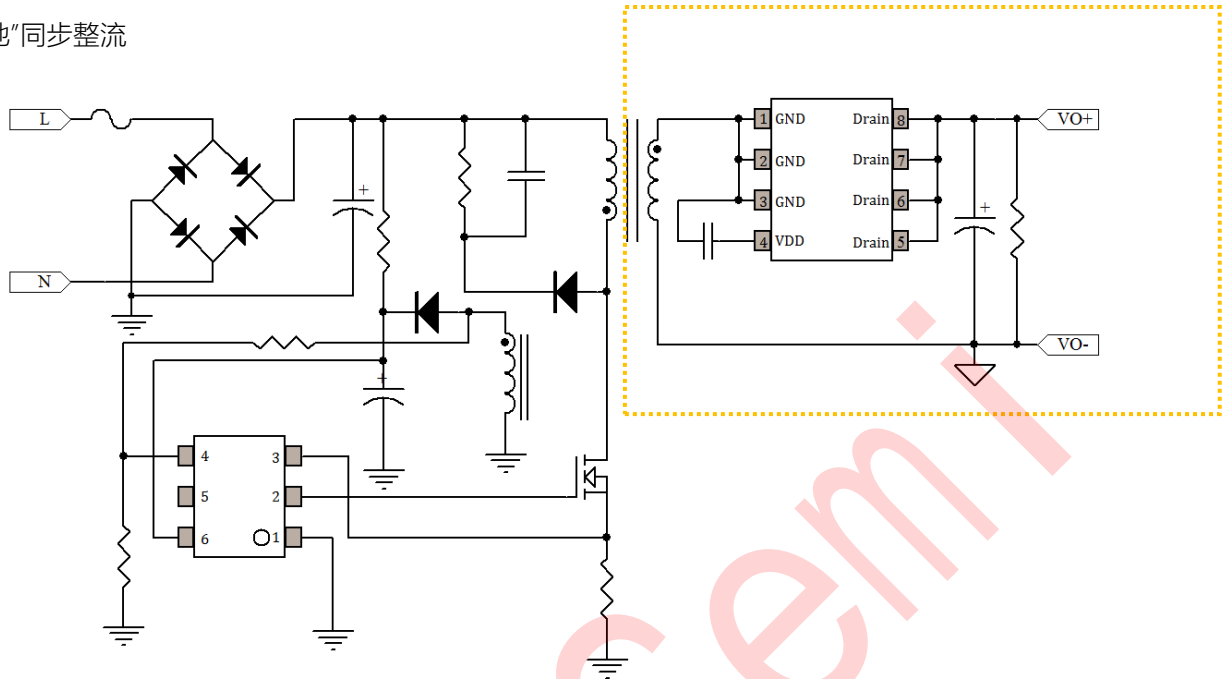 同步整流
L
N
1 GND
2 GND
3 GND
4 VDD
Drain 8
Drain 7
Drain 6
Drain 5
VO+
VO-
+
+
+
4
5
6
3
2
1
emi